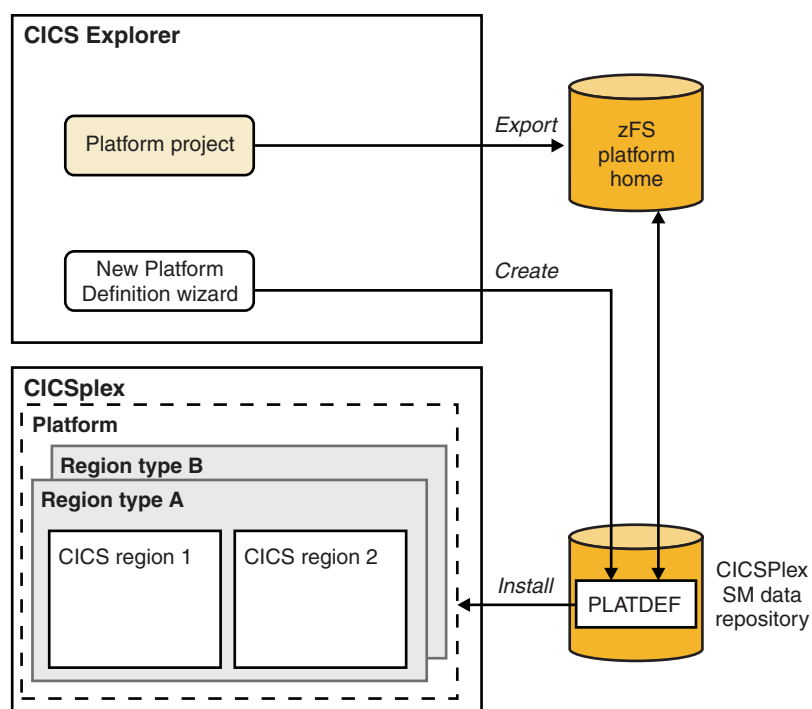 CICS Explorer
Platform project
Export
zFS
platform
home
New Platform
Definition wizard
Create
CICSplex
Platform
Region type B
Region type A
CICS region 1
CICS region 2
Install
PLATDEF
CICSPlex
SM data
repository